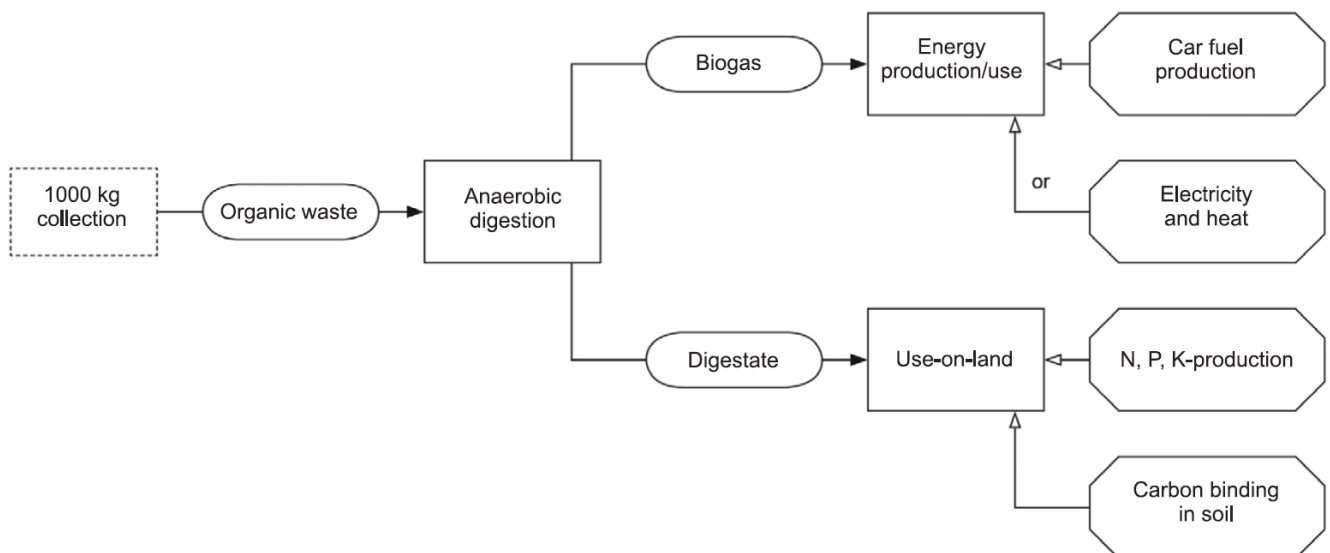 1000 kg
collection
Organic waste
Anaerobic
digestion
Biogas
Energy
production/use
Car fuel
production
or
Electricity
and heat
Digestate
Use-on-land
N, P, K-production
Carbon binding
in soil